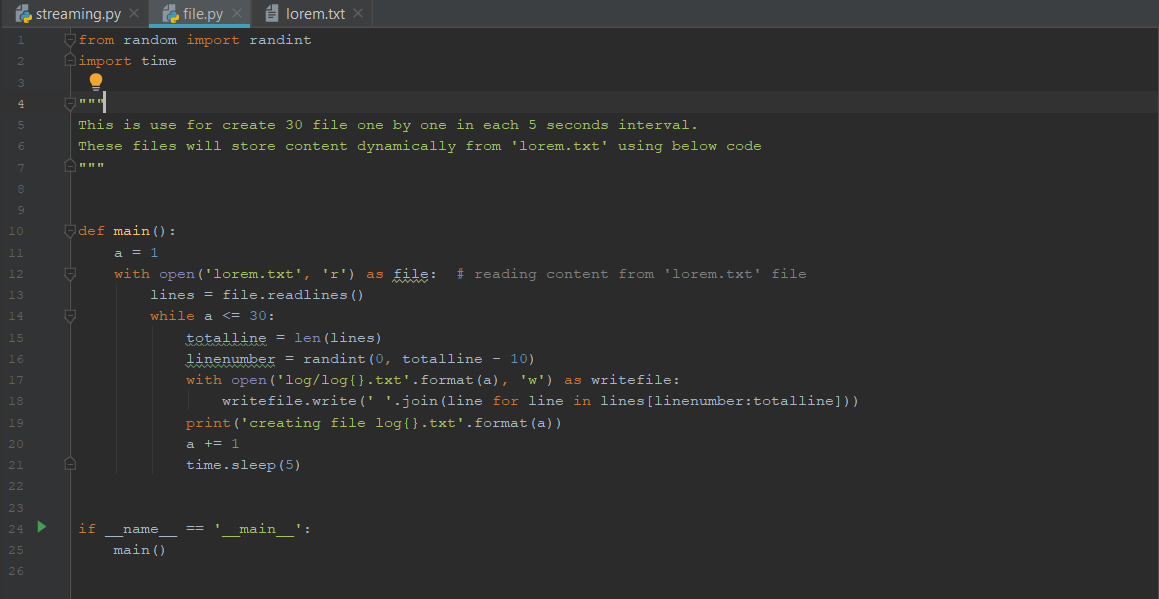 streaming.py × file.py × lorem.txt ×
1 from random import randint
2 import time
3
4 """
5 This is use for create 30 file one by one in each 5 seconds interval.
6 These files will store content dynamically from 'lorem.txt' using below code
7 """
8
9
10 def main():
11     a = 1
12     with open('lorem.txt', 'r') as file:  # reading content from 'lorem.txt' file
13         lines = file.readlines()
14         while a <= 30:
15             totalline = len(lines)
16             linenumber = randint(0, totalline - 10)
17             with open('log/log{}.txt'.format(a), 'w') as writefile:
18                 writefile.write(' '.join(line for line in lines[linenumber:totalline]))
19             print('creating file log{}.txt'.format(a))
20             a += 1
21             time.sleep(5)
22
23
24 if __name__ == '__main__':
25     main()
26